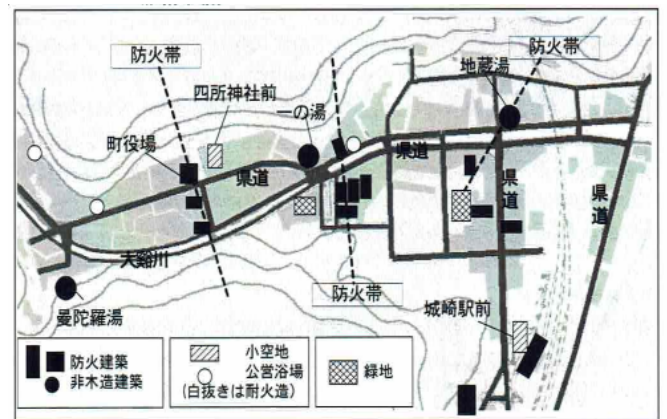 防火帯
防火帯
四所神社前
地蔵湯
一の湯
町役場
県道
県道
県道
県道
大谿川
防火帯
城崎駅前
曼陀羅湯
防火建築
非木造建築
小空地
公営浴場
(白抜きは耐火造)
緑地